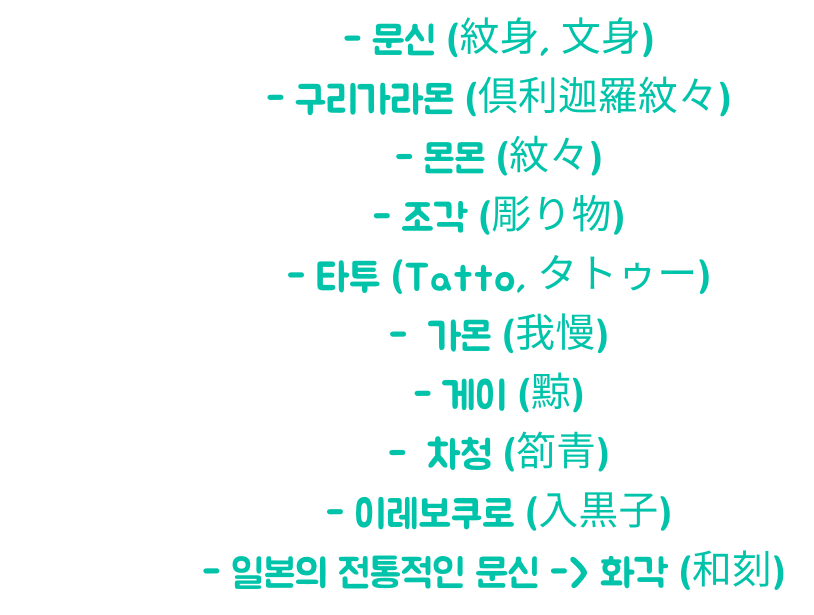 - 문신 (紋身, 文身)
- 구리가라몬 (倶利迦羅紋々)
- 몬몬 (紋々)
- 조각 (彫り物)
- 타투 (Tatto, タトゥー)
- 가몬 (我慢)
- 게이 (黥)
- 차청 (箚青)
- 이레보쿠로 (入黒子)
- 일본의 전통적인 문신 -> 화각 (和刻)